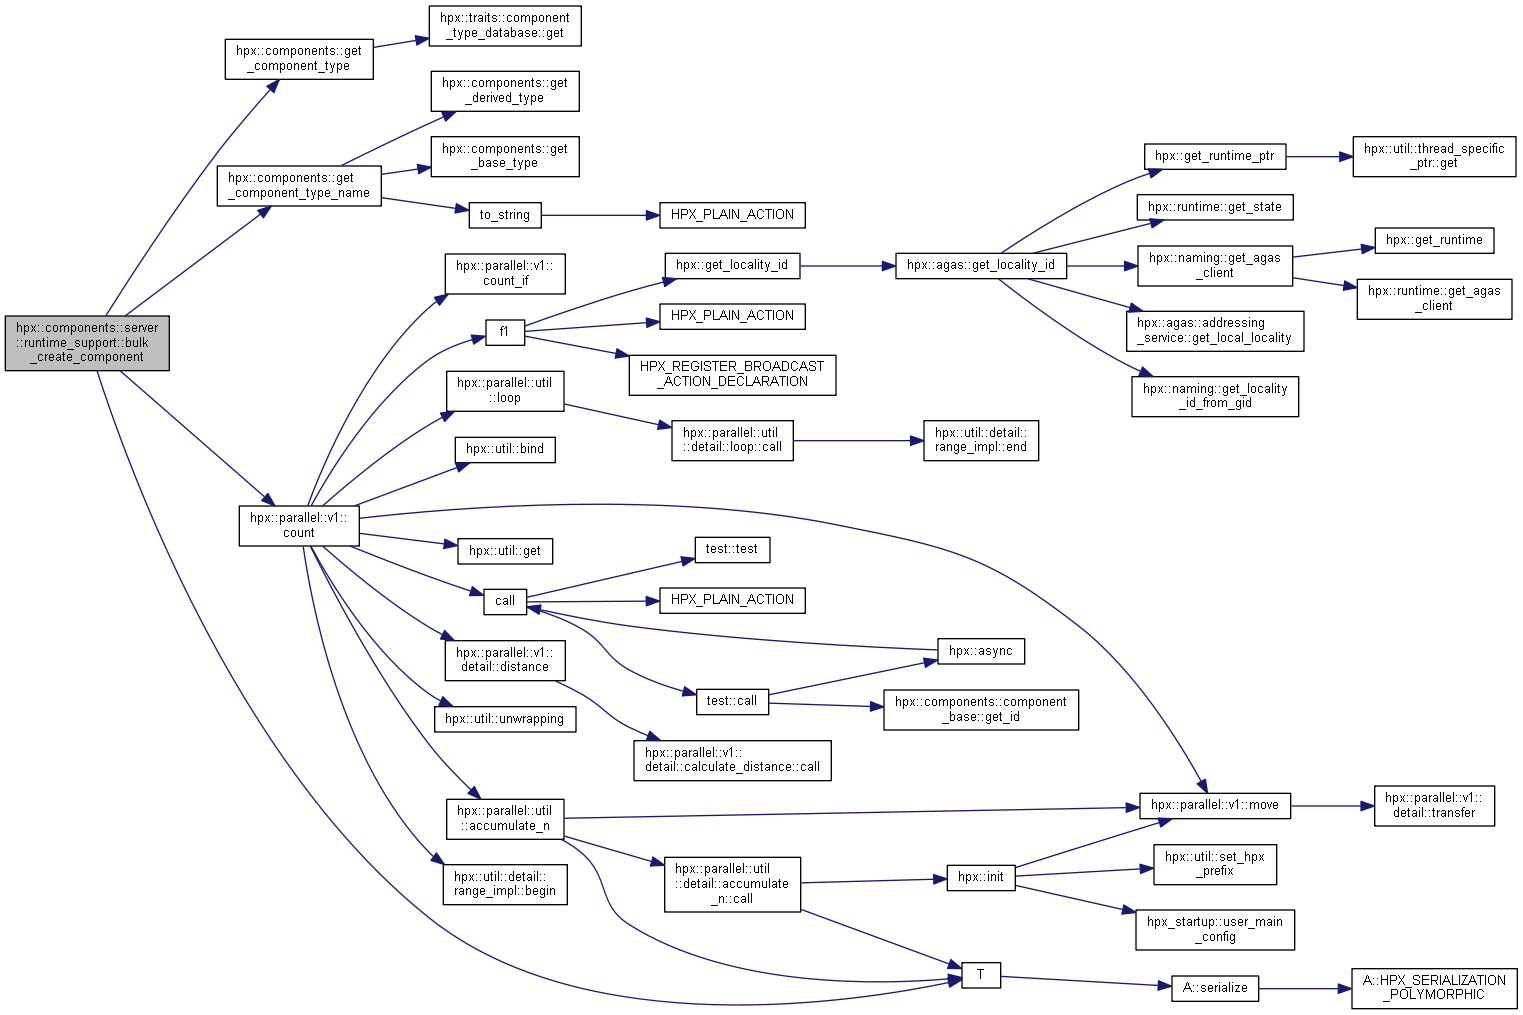 hpx::traits::component
_type_database::get
hpx::components::get
_component_type
hpx::components::get
_derived_type
hpx::components::get
_base_type
hpx::get_runtime_ptr
hpx::util::thread_specific
_ptr::get
hpx::components::get
_component_type_name
to_string
HPX_PLAIN_ACTION
hpx::runtime::get_state
hpx::get_runtime
hpx::parallel::v1::
count_if
hpx::get_locality_id
hpx::agas::get_locality_id
hpx::naming::get_agas
_client
hpx::runtime::get_agas
_client
hpx::components::server
::runtime_support::bulk
_create_component
f1
HPX_PLAIN_ACTION
hpx::agas::addressing
_service::get_local_locality
HPX_REGISTER_BROADCAST
_ACTION_DECLARATION
hpx::parallel::util
::loop
hpx::naming::get_locality
_id_from_gid
hpx::util::bind
hpx::parallel::util
::detail::loop::call
hpx::util::detail::
range_impl::end
hpx::parallel::v1::
count
hpx::util::get
test::test
call
HPX_PLAIN_ACTION
hpx::parallel::v1::
detail::distance
hpx::async
test::call
hpx::components::component
_base::get_id
hpx::util::unwrapping
hpx::parallel::v1::
detail::calculate_distance::call
hpx::parallel::util
::accumulate_n
hpx::parallel::v1::move
hpx::parallel::v1::
detail::transfer
hpx::util::detail::
range_impl::begin
hpx::parallel::util
::detail::accumulate
_n::call
hpx::init
hpx::util::set_hpx
_prefix
hpx_startup::user_main
_config
T
A::serialize
A::HPX_SERIALIZATION
_POLYMORPHIC